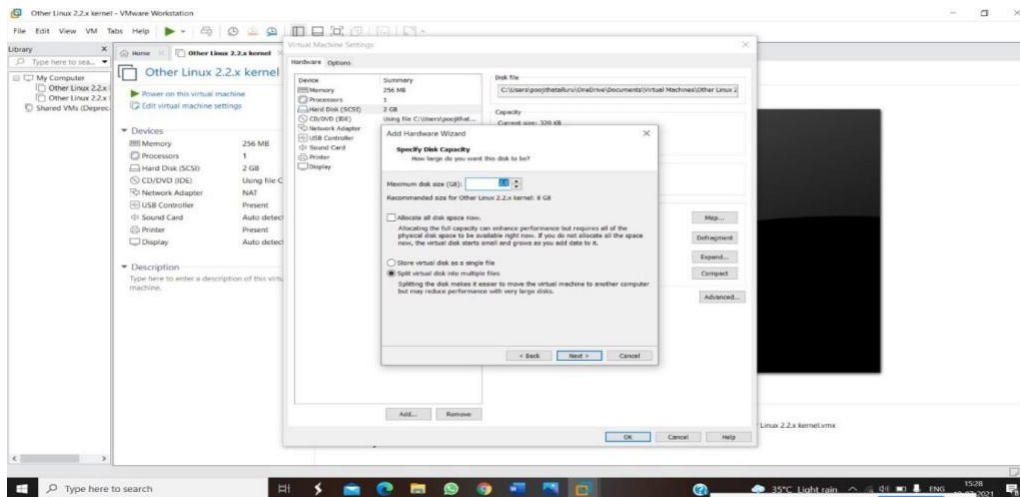 Other Linux 2.2.x kernel - VMware Workstation
File Edit View VM Tabs Help
Library
Type here to sea...
My Computer
Other Linux 2.2.x
Other Linux 2.2.x
Shared VMs (Deprec
Home
Other Linux 2.2.x kernel
Other Linux 2.2.x kernel
Power on this virtual machine
Edit virtual machine settings
Devices
Memory 256 MB
Processors 1
Hard Disk (SCSI) 2 GB
CD/DVD (IDE) Using file C
Network Adapter NAT
USB Controller Present
Sound Card Auto detect
Printer Present
Display Auto detect
Description
Type here to enter a description of this virtu
machine.
Virtual Machine Settings
Hardware Options
Device Summary
Memory 256 MB
Processors 1
Hard Disk (SCSI) 2 GB
CD/DVD (IDE) Using file C:\Users\poojithal...
Network Adapter
USB Controller
Sound Card
Printer
Display
Disk file
C:\Users\poojithatalluru\OneDrive\Documents\Virtual Machines\Other Linux 2
Capacity
Current size: 320 KB
Add Hardware Wizard
Specify Disk Capacity
How large do you want this disk to be?
Maximum disk size (GB):
Recommended size for Other Linux 2.2.x kernel: 8 GB
Allocate all disk space now.
Allocating the full capacity can enhance performance but requires all of the
physical disk space to be available right now. If you do not allocate all the space
now, the virtual disk starts small and grows as you add data to it.
Store virtual disk as a single file
Split virtual disk into multiple files
Splitting the disk makes it easier to move the virtual machine to another computer
but may reduce performance with very large disks.
< Back Next > Cancel
Map...
Defragment
Expand...
Compact
Advanced...
Add... Remove
OK Cancel Help
Linux 2.2.x kernel.vmx
Type here to search
35°C Light rain
ENG
15:28